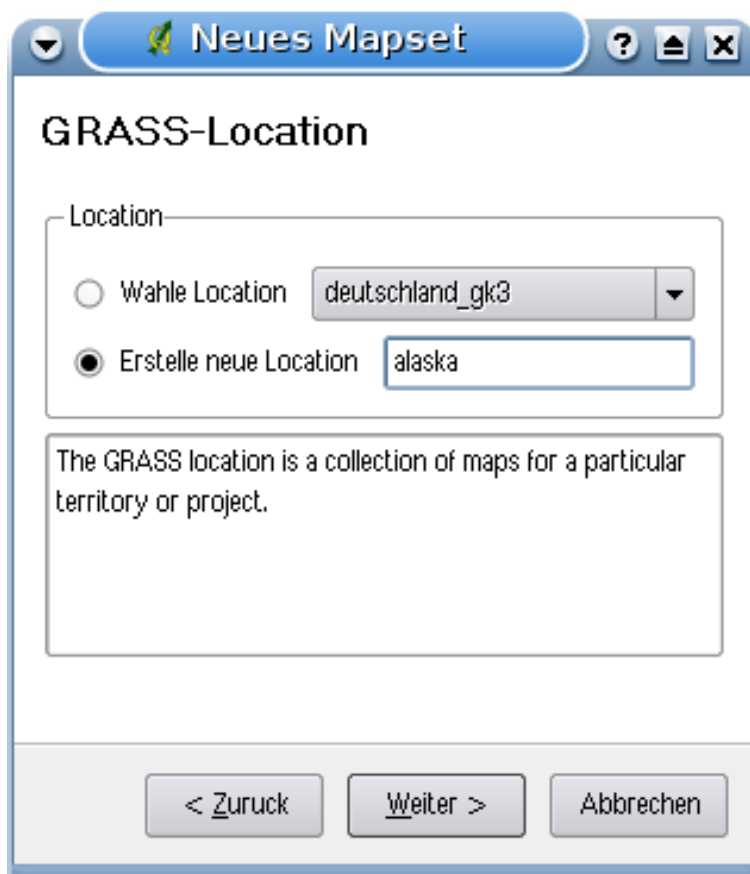 Neues Mapset
GRASS-Location
Location
Wahle Location
deutschland_gk3
Erstelle neue Location
alaska
The GRASS location is a collection of maps for a particular
territory or project.
< Zuruck
Weiter >
Abbrechen